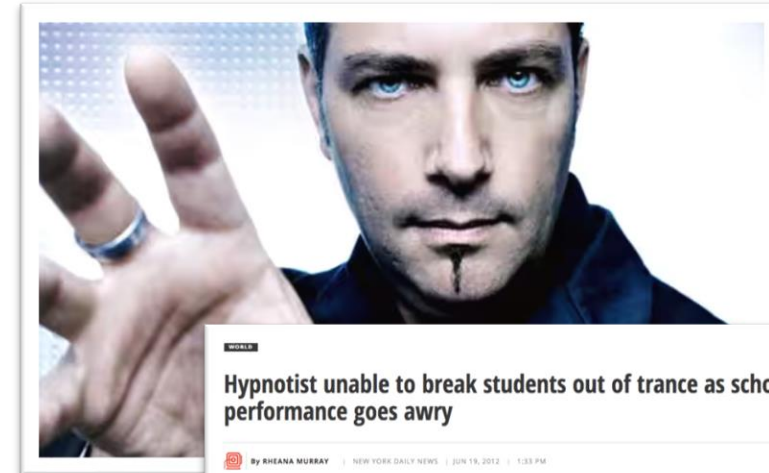 WORLD
Hypnotist unable to break students out of trance as scho
performance goes awry
By RHEANA MURRAY | NEW YORK DAILY NEWS | JUN 19, 2012 | 1:33 PM